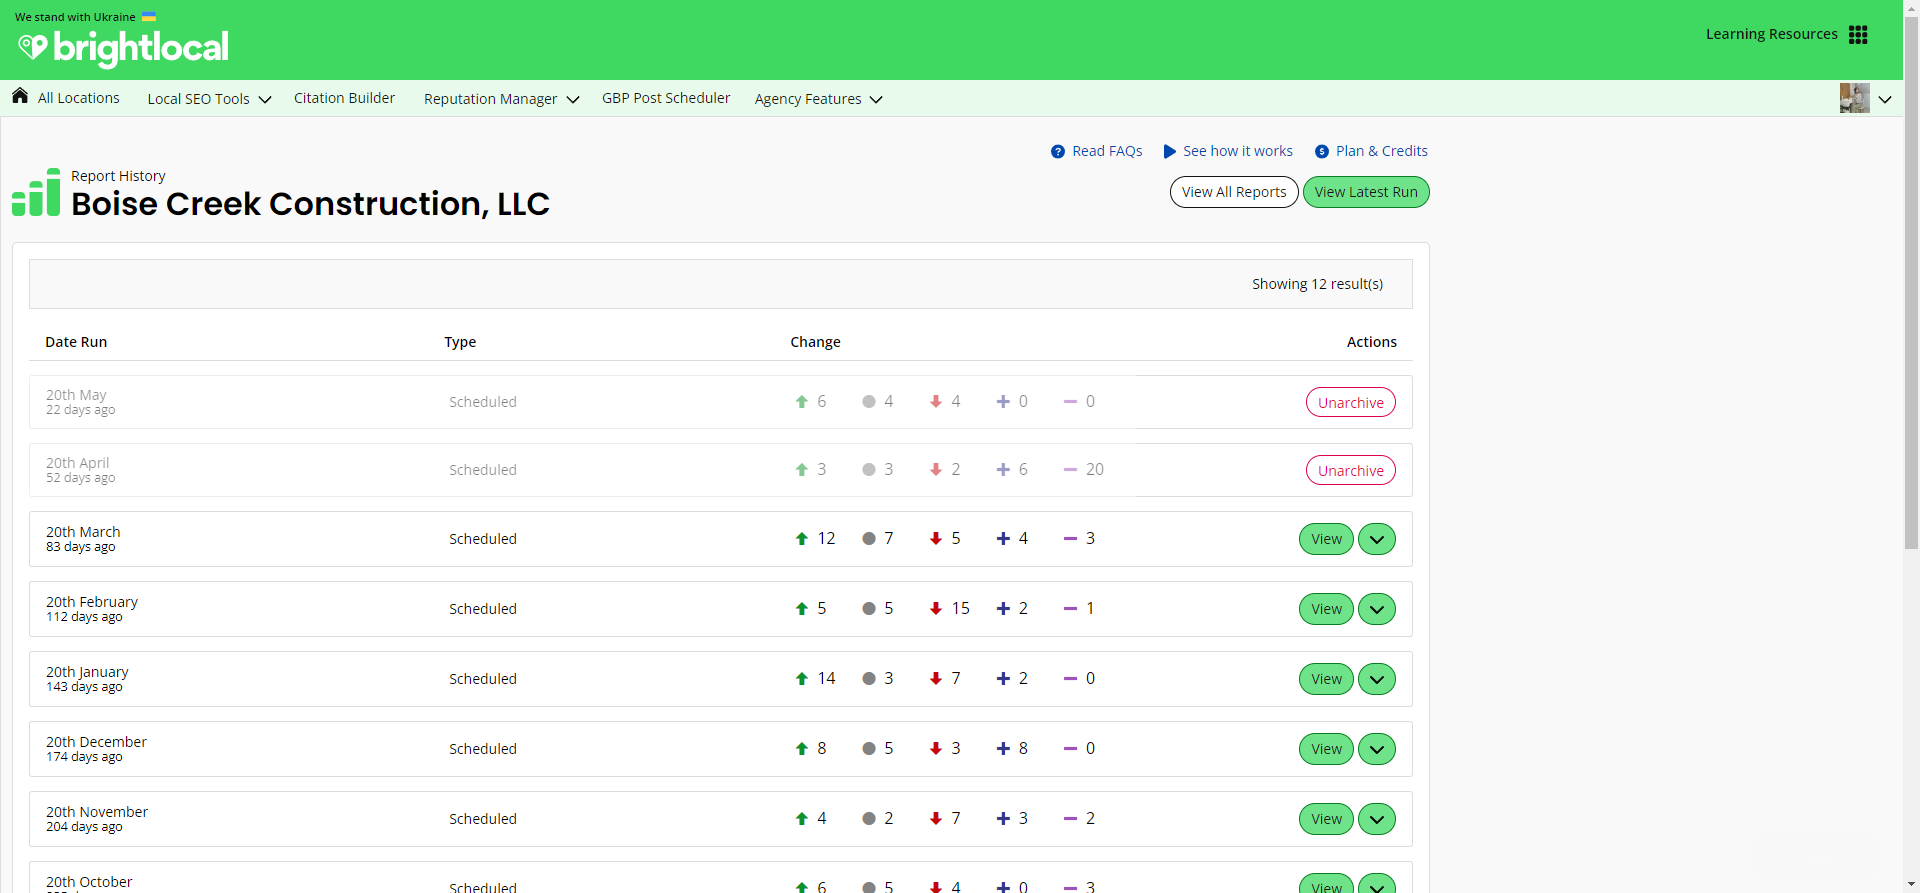 We stand with Ukraine
brightlocal
Learning Resources
All Locations Local SEO Tools Citation Builder Reputation Manager GBP Post Scheduler Agency Features
Read FAQs See how it works Plan & Credits
Report History
Boise Creek Construction, LLC
View All Reports View Latest Run
Showing 12 result(s)
Date Run Type Change Actions
20th May
22 days ago
Scheduled 6 4 4 0 0 Unarchive
20th April
52 days ago
Scheduled 3 3 2 6 20 Unarchive
20th March
83 days ago
Scheduled 12 7 5 4 3 View
20th February
112 days ago
Scheduled 5 5 15 2 1 View
20th January
143 days ago
Scheduled 14 3 7 2 0 View
20th December
174 days ago
Scheduled 8 5 3 8 0 View
20th November
204 days ago
Scheduled 4 2 7 3 2 View
20th October
Scheduled 6 5 4 0 3 View